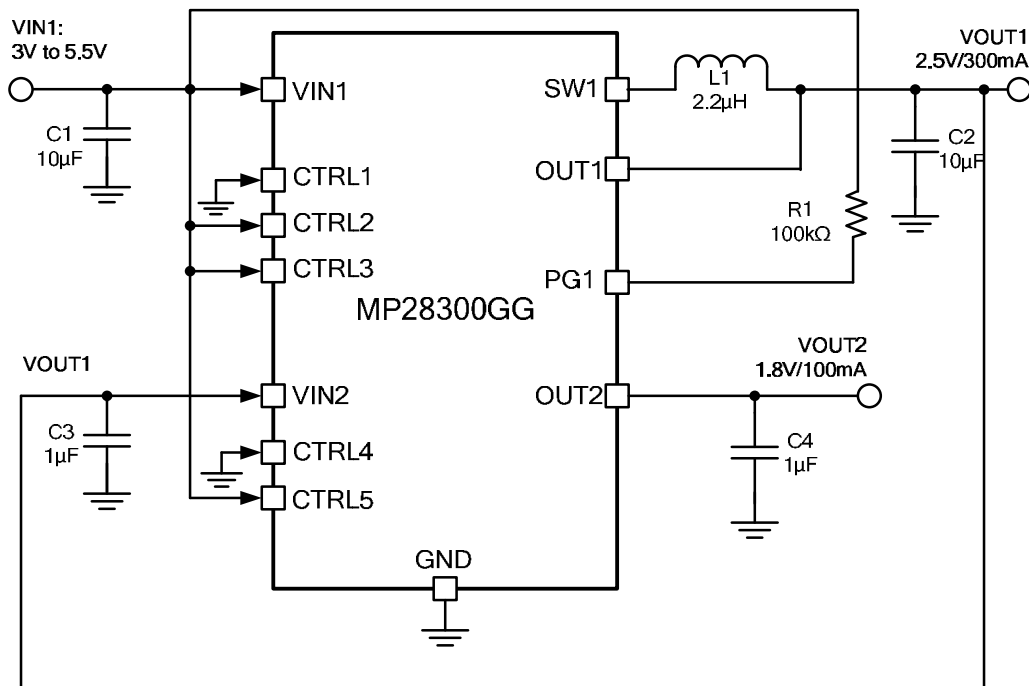 VIN1:
3V to 5.5V
VOUT1
2.5V/300mA
VIN1
SW1
L1
2.2µH
C1
10µF
C2
10µF
CTRL1
OUT1
CTRL2
R1
100kΩ
CTRL3
PG1
MP28300GG
VOUT1
VOUT2
1.8V/100mA
VIN2
OUT2
C3
1µF
CTRL4
C4
1µF
CTRL5
GND